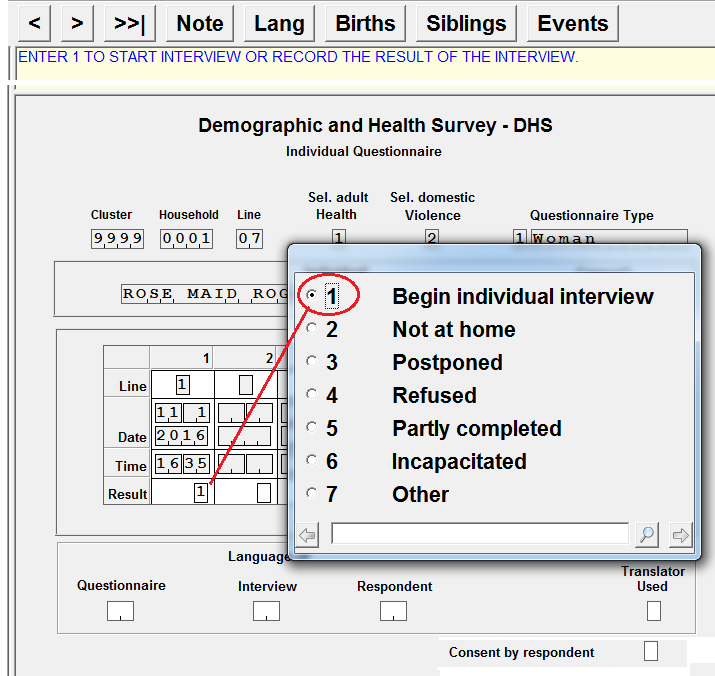 < > >>| Note Lang Births Siblings Events
ENTER 1 TO START INTERVIEW OR RECORD THE RESULT OF THE INTERVIEW.
Demographic and Health Survey - DHS
Individual Questionnaire
Cluster Household Line Sel. adult Health Sel. domestic Violence Questionnaire Type
9999 0001 07 1 2 1 Woman
ROSE MAID ROG
1 2
Line 1
Date 11 1
2016
Time 16 35
Result 1
1 Begin individual interview
2 Not at home
3 Postponed
4 Refused
5 Partly completed
6 Incapacitated
7 Other
Language
Questionnaire Interview Respondent Translator Used
Consent by respondent